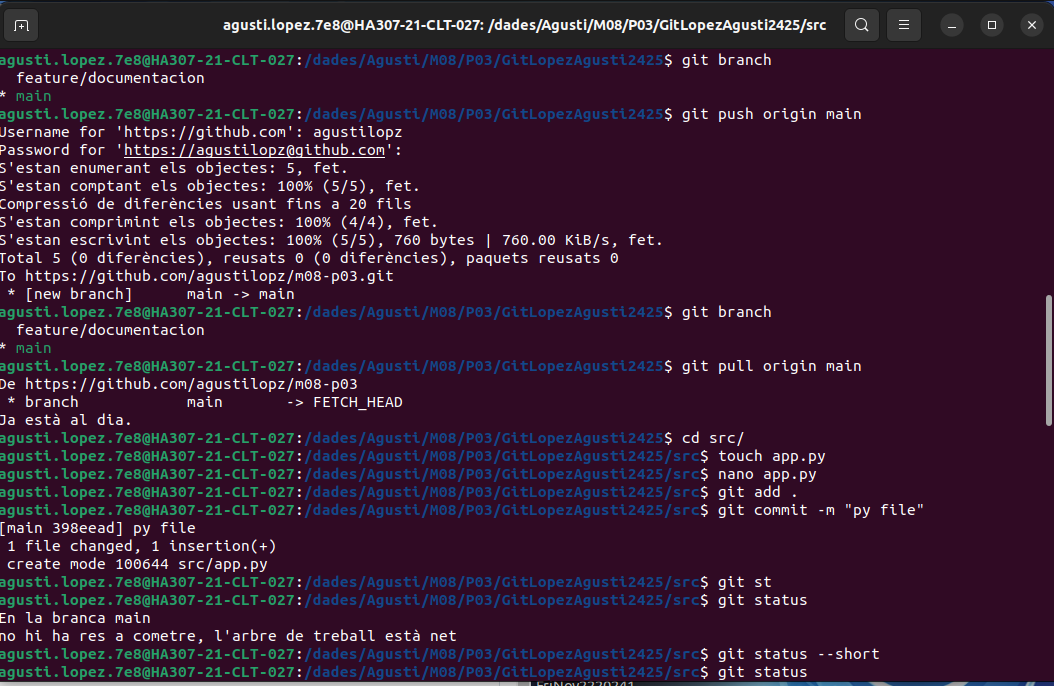 agusti.lopez.7e8@HA307-21-CLT-027: /dades/Agusti/M08/P03/GitLopezAgusti2425/src
agusti.lopez.7e8@HA307-21-CLT-027:/dades/Agusti/M08/P03/GitLopezAgusti2425$ git branch
  feature/documentacion
* main
agusti.lopez.7e8@HA307-21-CLT-027:/dades/Agusti/M08/P03/GitLopezAgusti2425$ git push origin main
Username for 'https://github.com': agustilopz
Password for 'https://agustilopz@github.com':
S'estan enumerant els objectes: 5, fet.
S'estan comptant els objectes: 100% (5/5), fet.
Compressió de diferències usant fins a 20 fils
S'estan comprimint els objectes: 100% (4/4), fet.
S'estan escrivint els objectes: 100% (5/5), 760 bytes | 760.00 KiB/s, fet.
Total 5 (0 diferències), reusats 0 (0 diferències), paquets reusats 0
To https://github.com/agustilopz/m08-p03.git
 * [new branch]      main -> main
agusti.lopez.7e8@HA307-21-CLT-027:/dades/Agusti/M08/P03/GitLopezAgusti2425$ git branch
  feature/documentacion
* main
agusti.lopez.7e8@HA307-21-CLT-027:/dades/Agusti/M08/P03/GitLopezAgusti2425$ git pull origin main
De https://github.com/agustilopz/m08-p03
 * branch            main       -> FETCH_HEAD
Ja està al dia.
agusti.lopez.7e8@HA307-21-CLT-027:/dades/Agusti/M08/P03/GitLopezAgusti2425$ cd src/
agusti.lopez.7e8@HA307-21-CLT-027:/dades/Agusti/M08/P03/GitLopezAgusti2425/src$ touch app.py
agusti.lopez.7e8@HA307-21-CLT-027:/dades/Agusti/M08/P03/GitLopezAgusti2425/src$ nano app.py
agusti.lopez.7e8@HA307-21-CLT-027:/dades/Agusti/M08/P03/GitLopezAgusti2425/src$ git add .
agusti.lopez.7e8@HA307-21-CLT-027:/dades/Agusti/M08/P03/GitLopezAgusti2425/src$ git commit -m "py file"
[main 398eead] py file
 1 file changed, 1 insertion(+)
 create mode 100644 src/app.py
agusti.lopez.7e8@HA307-21-CLT-027:/dades/Agusti/M08/P03/GitLopezAgusti2425/src$ git st
agusti.lopez.7e8@HA307-21-CLT-027:/dades/Agusti/M08/P03/GitLopezAgusti2425/src$ git status
En la branca main
no hi ha res a cometre, l'arbre de treball està net
agusti.lopez.7e8@HA307-21-CLT-027:/dades/Agusti/M08/P03/GitLopezAgusti2425/src$ git status --short
agusti.lopez.7e8@HA307-21-CLT-027:/dades/Agusti/M08/P03/GitLopezAgusti2425/src$ git status